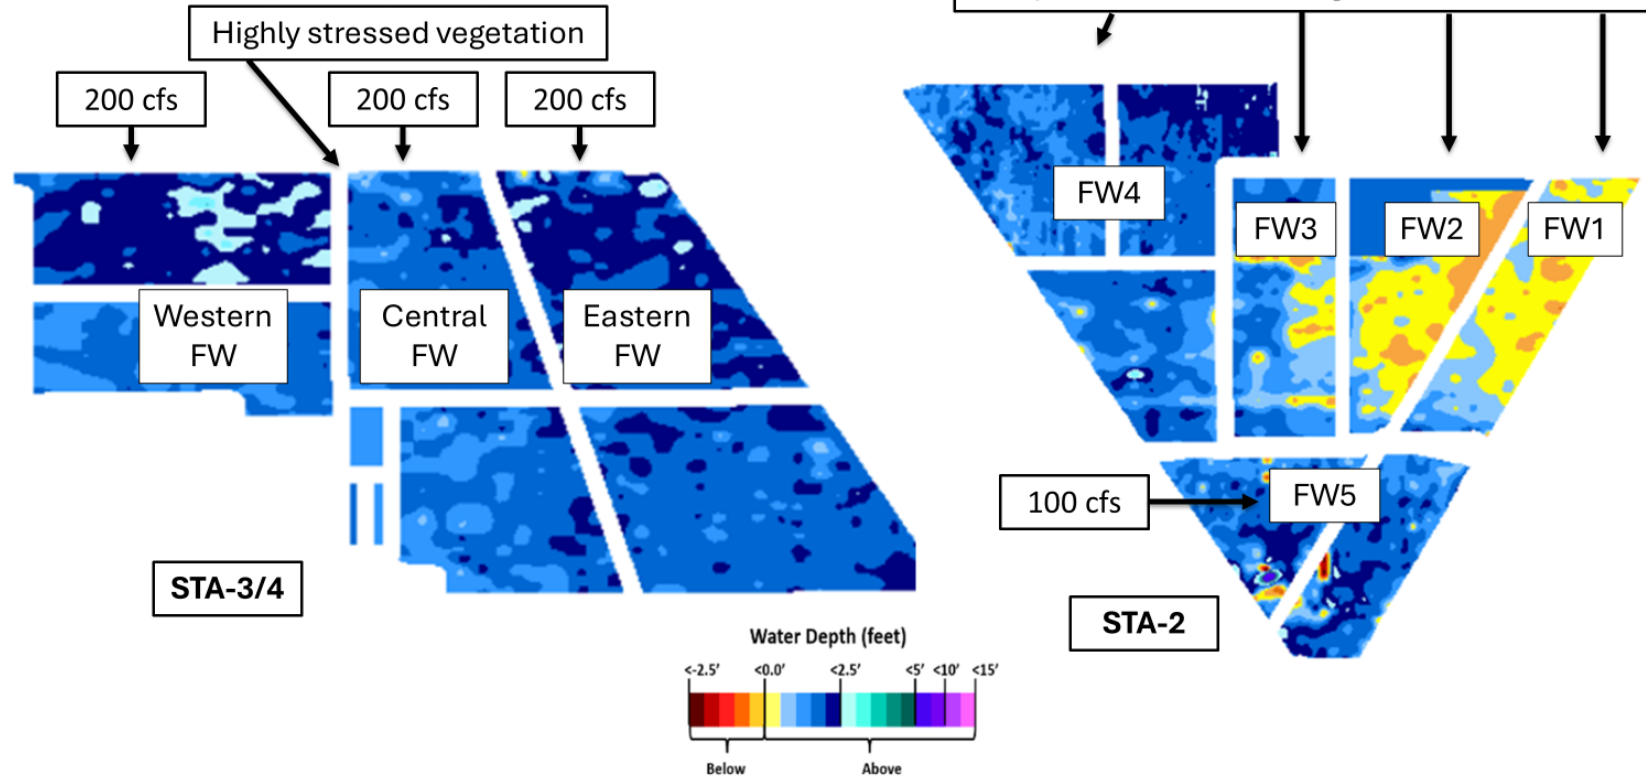 Highly stressed vegetation
200 cfs
200 cfs
200 cfs
FW4
FW3
FW2
FW1
Western
FW
Central
FW
Eastern
FW
100 cfs
FW5
STA-3/4
STA-2
Water Depth (feet)
<-2.5' <0.0' <2.5' <5' <10' <15'
Below Above